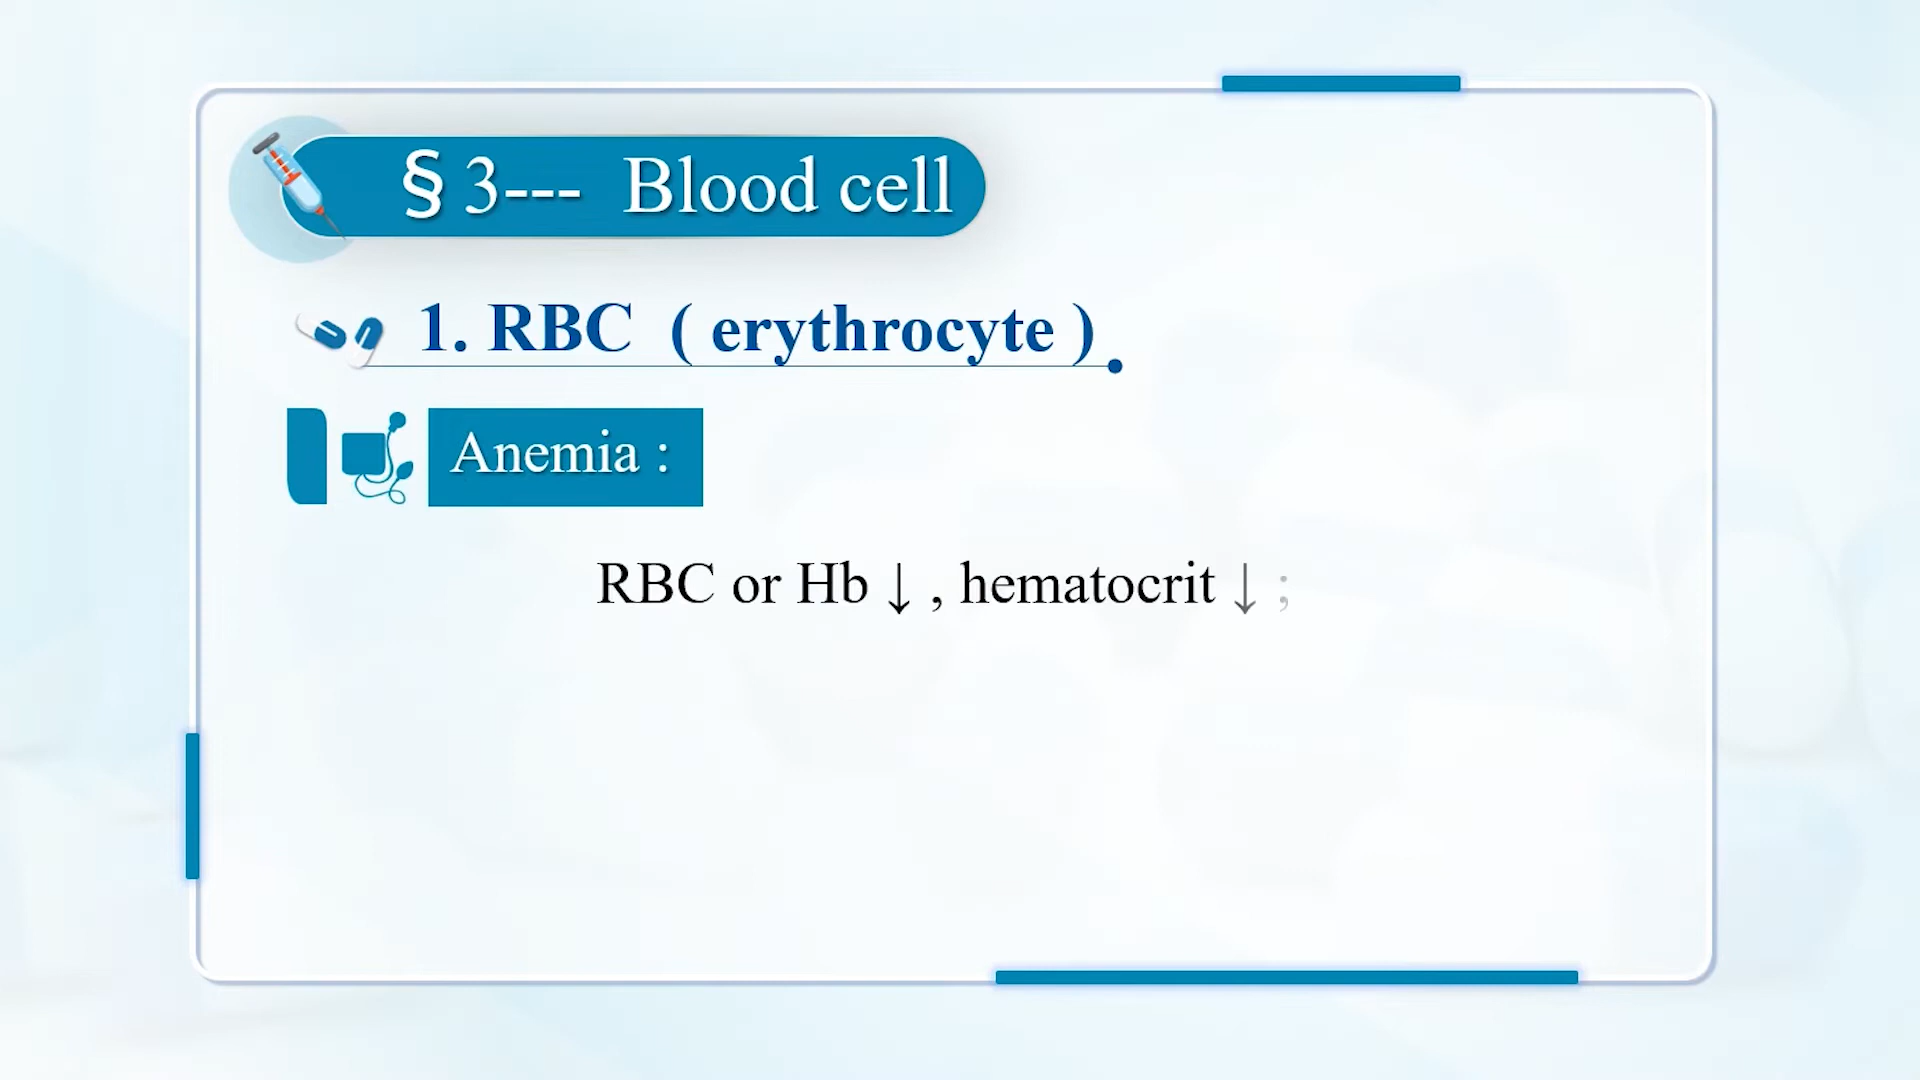 § 3--- Blood cell
1. RBC ( erythrocyte )
Anemia :
RBC or Hb ↓ , hematocrit ↓ ;